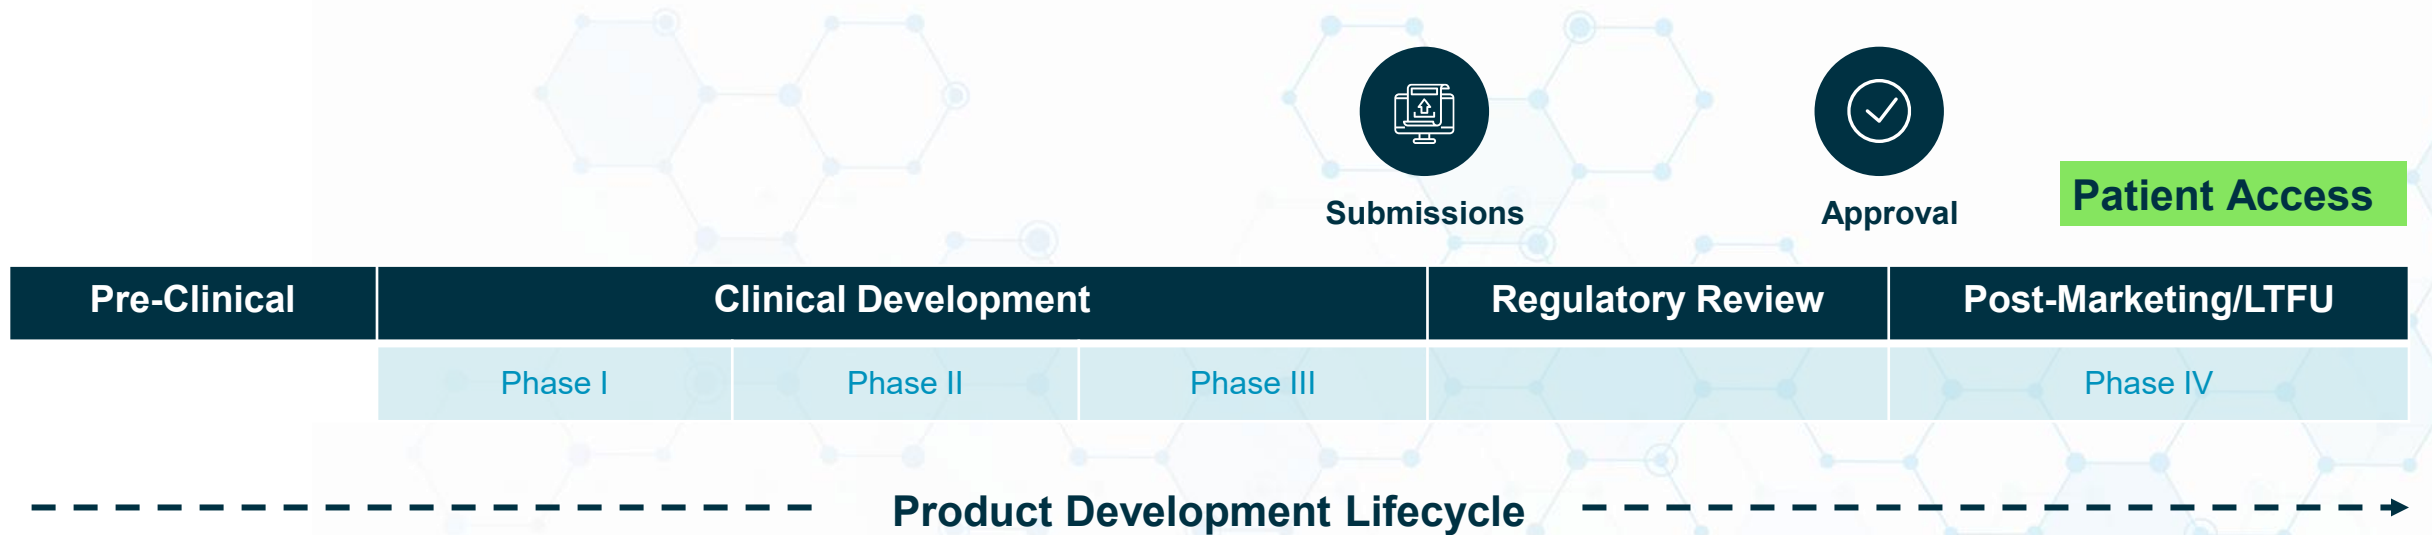 Submissions
Approval
Patient Access
Pre-Clinical
Clinical Development
Regulatory Review
Post-Marketing/LTFU
Phase I
Phase II
Phase III
Phase IV
Product Development Lifecycle